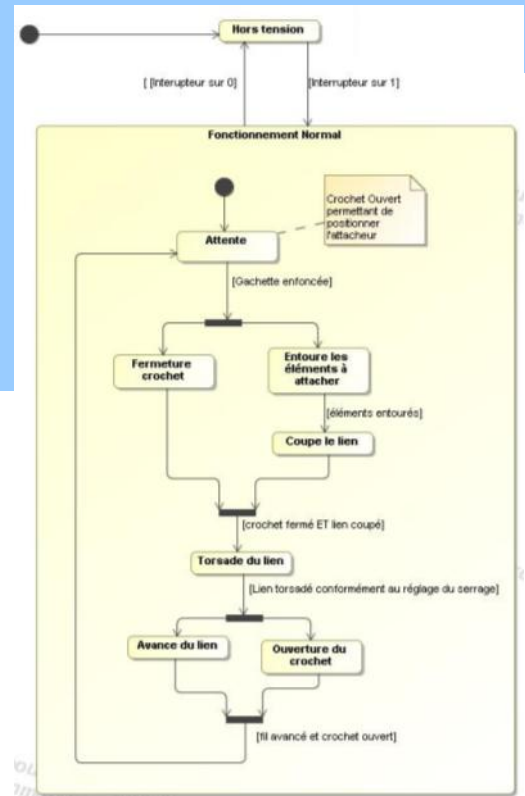 Hors tension
[ [Interupteur sur 0]
[Interrupteur sur 1]
Fonctionnement Normal
Crochet Ouvert
permettant de
positionner
l'attacheur
Attente
[Gachette enfoncée]
Fermeture
crochet
Entoure les
éléments à
attacher
[éléments entourés]
Coupe le lien
[crochet fermé ET lien coupé]
Torsade du lien
[Lien torsadé conformément au réglage du serrage]
Avance du lien
Ouverture du
crochet
[fil avancé et crochet ouvert]